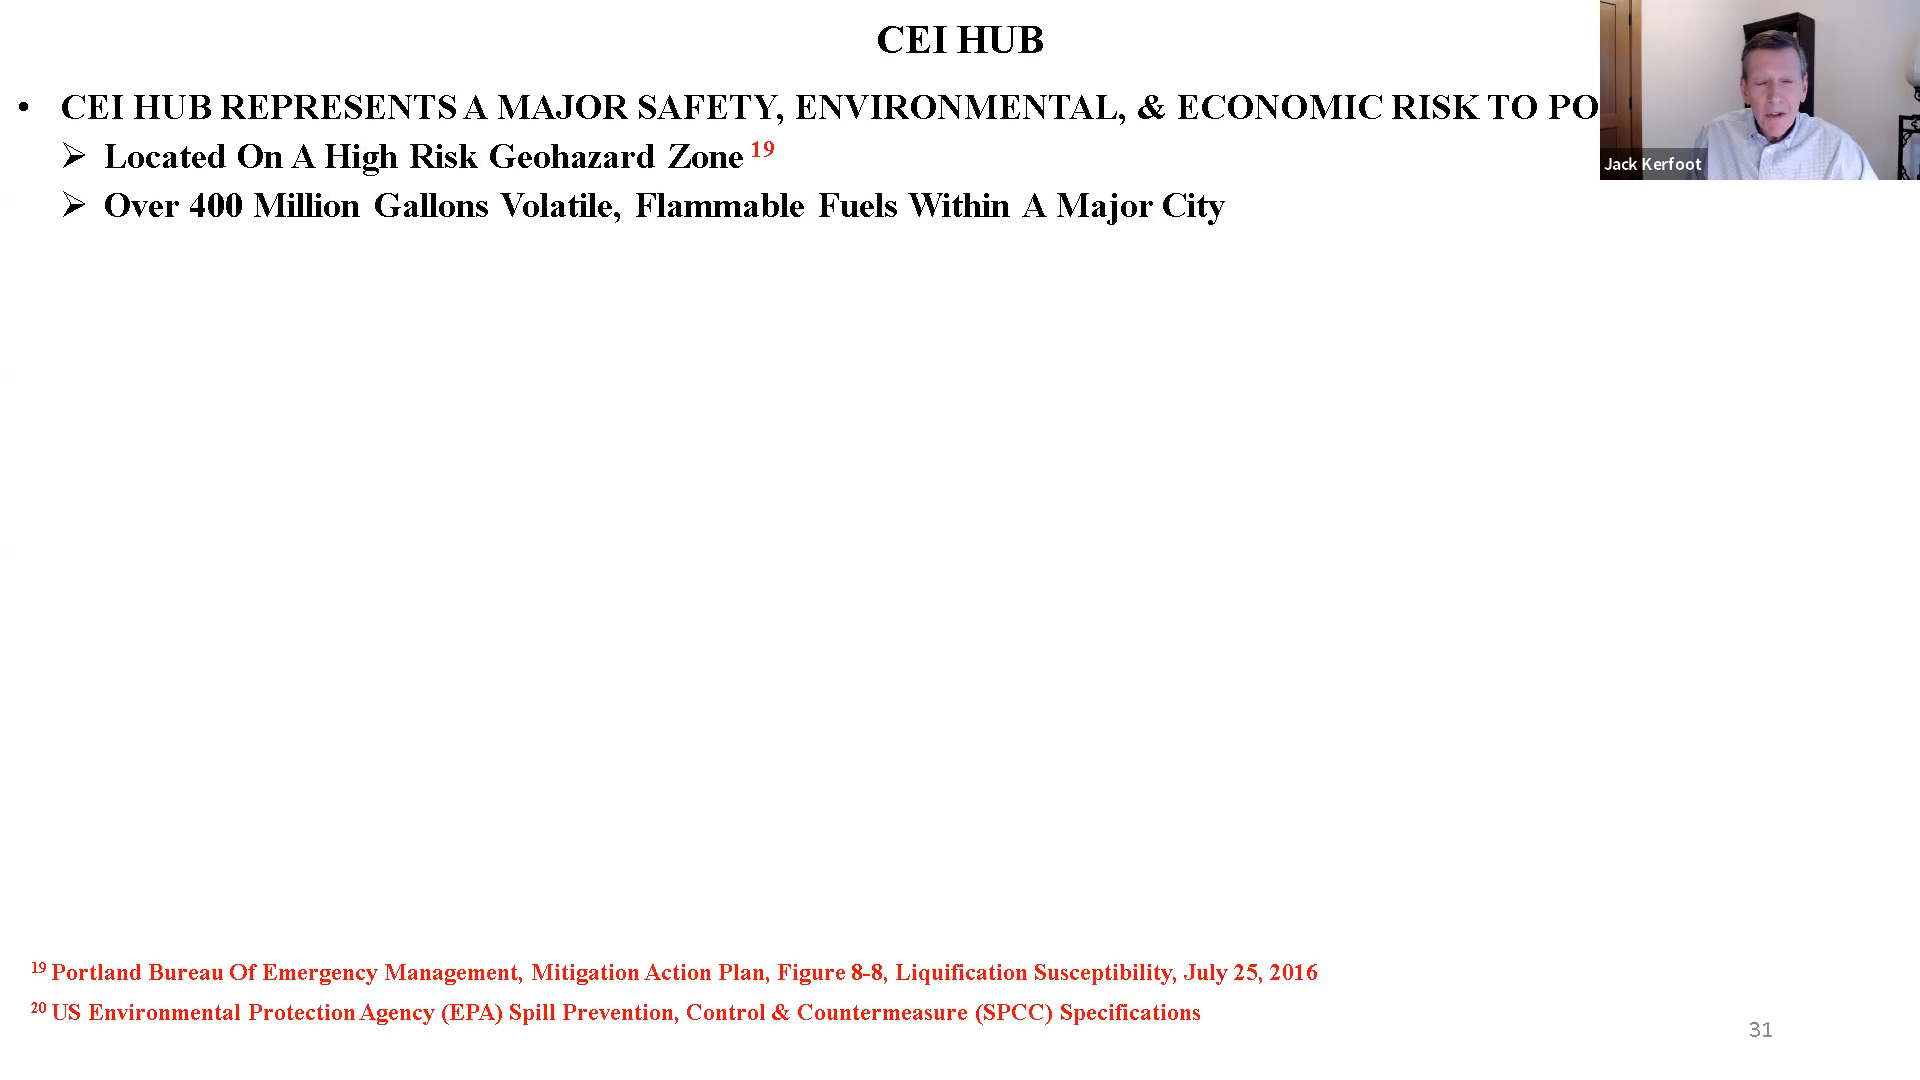 CEI HUB
• CEI HUB REPRESENTS A MAJOR SAFETY, ENVIRONMENTAL, & ECONOMIC RISK TO PO
➢ Located On A High Risk Geohazard Zone 19
➢ Over 400 Million Gallons Volatile, Flammable Fuels Within A Major City
Jack Kerfoot
19 Portland Bureau Of Emergency Management, Mitigation Action Plan, Figure 8-8, Liquification Susceptibility, July 25, 2016
20 US Environmental Protection Agency (EPA) Spill Prevention, Control & Countermeasure (SPCC) Specifications
31